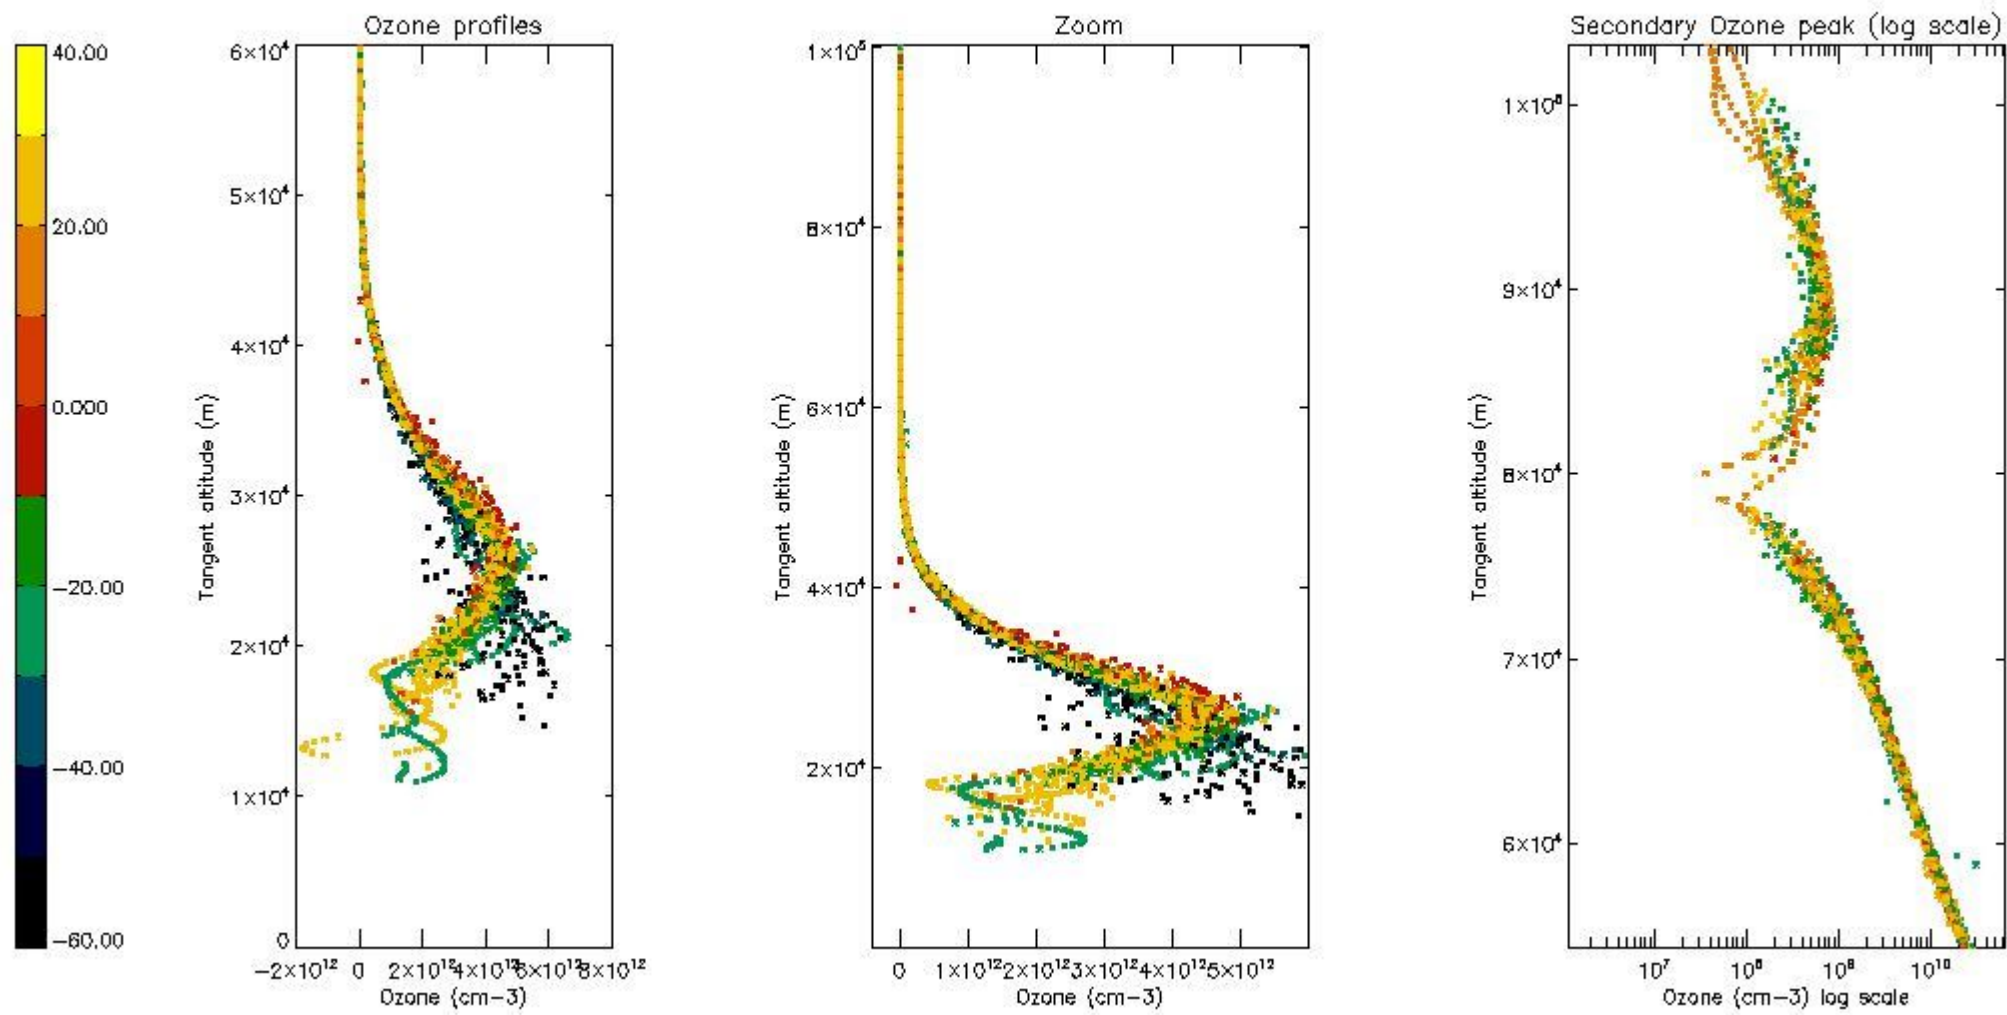 Ozone profiles
Zoom
Secondary Ozone peak (log scale)
40.00
20.00
0.000
−20.00
−40.00
−60.00
6×10⁴
5×10⁴
4×10⁴
3×10⁴
2×10⁴
1×10⁴
0
Tangent altitude (m)
−2×10¹² 0 2×10¹² 4×10¹² 6×10¹² 8×10¹²
Ozone (cm−3)
1×10⁵
8×10⁴
6×10⁴
4×10⁴
2×10⁴
Tangent altitude (m)
0 1×10¹² 2×10¹² 3×10¹² 4×10¹² 5×10¹²
Ozone (cm−3)
1×10⁵
9×10⁴
8×10⁴
7×10⁴
6×10⁴
Tangent altitude (m)
10⁷ 10⁸ 10⁹ 10¹⁰
Ozone (cm−3) log scale